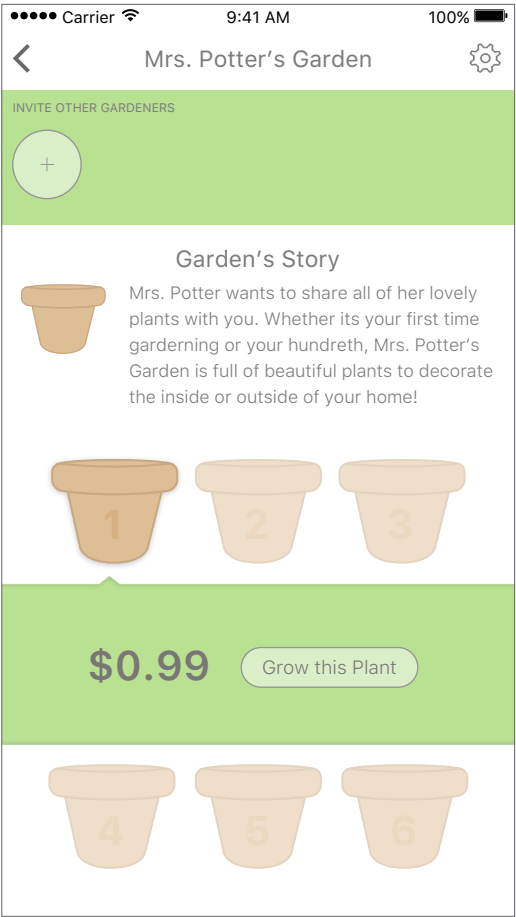 Carrier 9:41 AM 100%
Mrs. Potter's Garden
INVITE OTHER GARDENERS
+
Garden's Story
Mrs. Potter wants to share all of her lovely
plants with you. Whether its your first time
garderning or your hundreth, Mrs. Potter's
Garden is full of beautiful plants to decorate
the inside or outside of your home!
1 2 3
$0.99 Grow this Plant
4 5 6